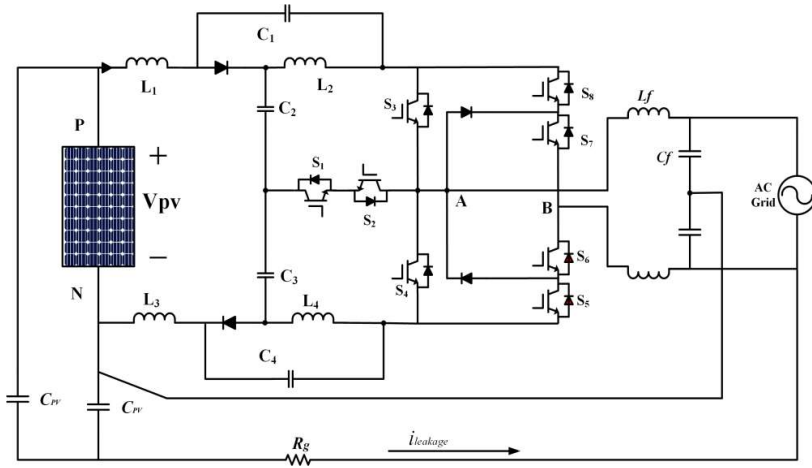 C1
L1
L2
S3
S8
Lf
P
C2
S7
Cf
+
Vpv
S1
S2
A
B
AC
Grid
−
C3
S6
N
S4
L3
L4
S5
C4
CPV
CPV
Rg
ileakage